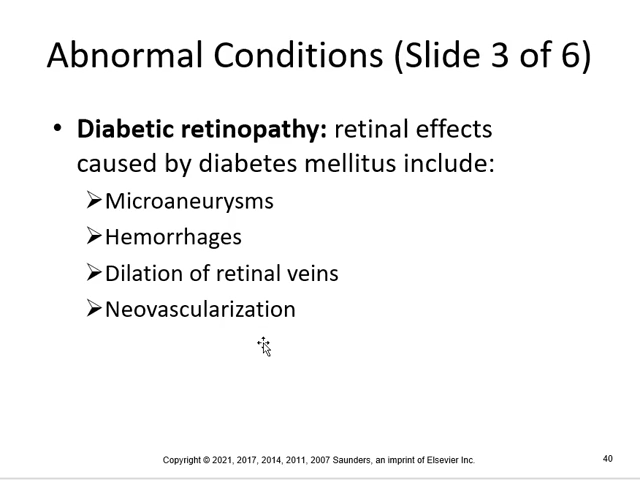 Abnormal Conditions (Slide 3 of 6)
• Diabetic retinopathy: retinal effects
caused by diabetes mellitus include:
➢Microaneurysms
➢Hemorrhages
➢Dilation of retinal veins
➢Neovascularization
Copyright © 2021, 2017, 2014, 2011, 2007 Saunders, an imprint of Elsevier Inc.
40